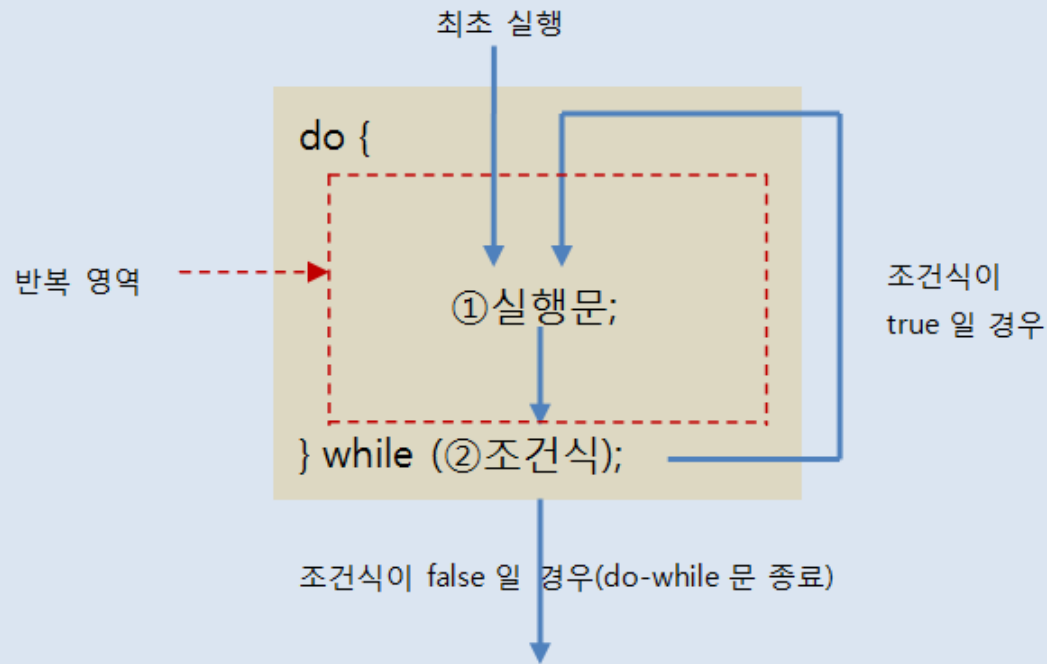 최초 실행
do {
반복 영역
①실행문;
조건식이
true 일 경우
} while (②조건식);
조건식이 false 일 경우(do-while 문 종료)